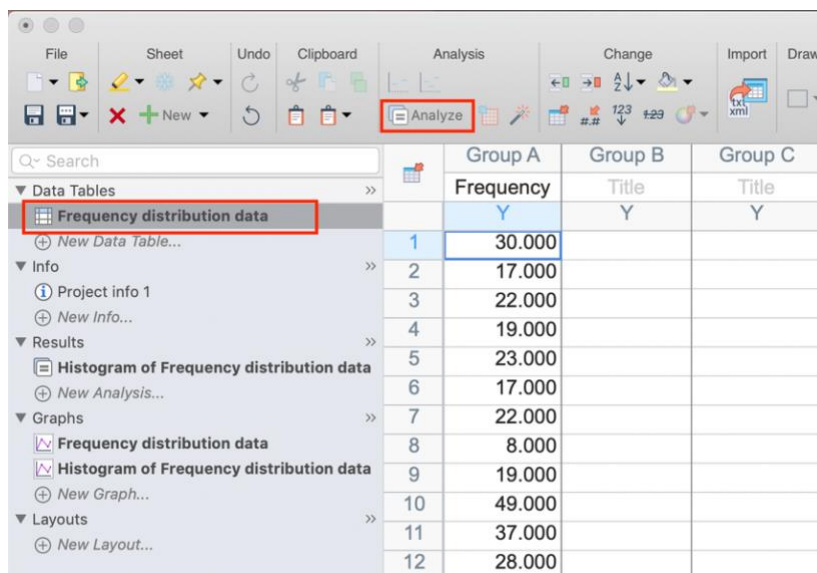 File Sheet Undo Clipboard Analysis Change Import Draw
A Z
New Analyze #.# 123 123 txt xml
Search
Group A Group B Group C
Data Tables
Frequency Title Title
Frequency distribution data
Y Y Y
New Data Table...
1 30.000
Info
2 17.000
Project info 1
3 22.000
New Info...
4 19.000
Results
5 23.000
Histogram of Frequency distribution data
6 17.000
New Analysis...
7 22.000
Graphs
8 8.000
Frequency distribution data
9 19.000
Histogram of Frequency distribution data
10 49.000
New Graph...
11 37.000
Layouts
12 28.000
New Layout...